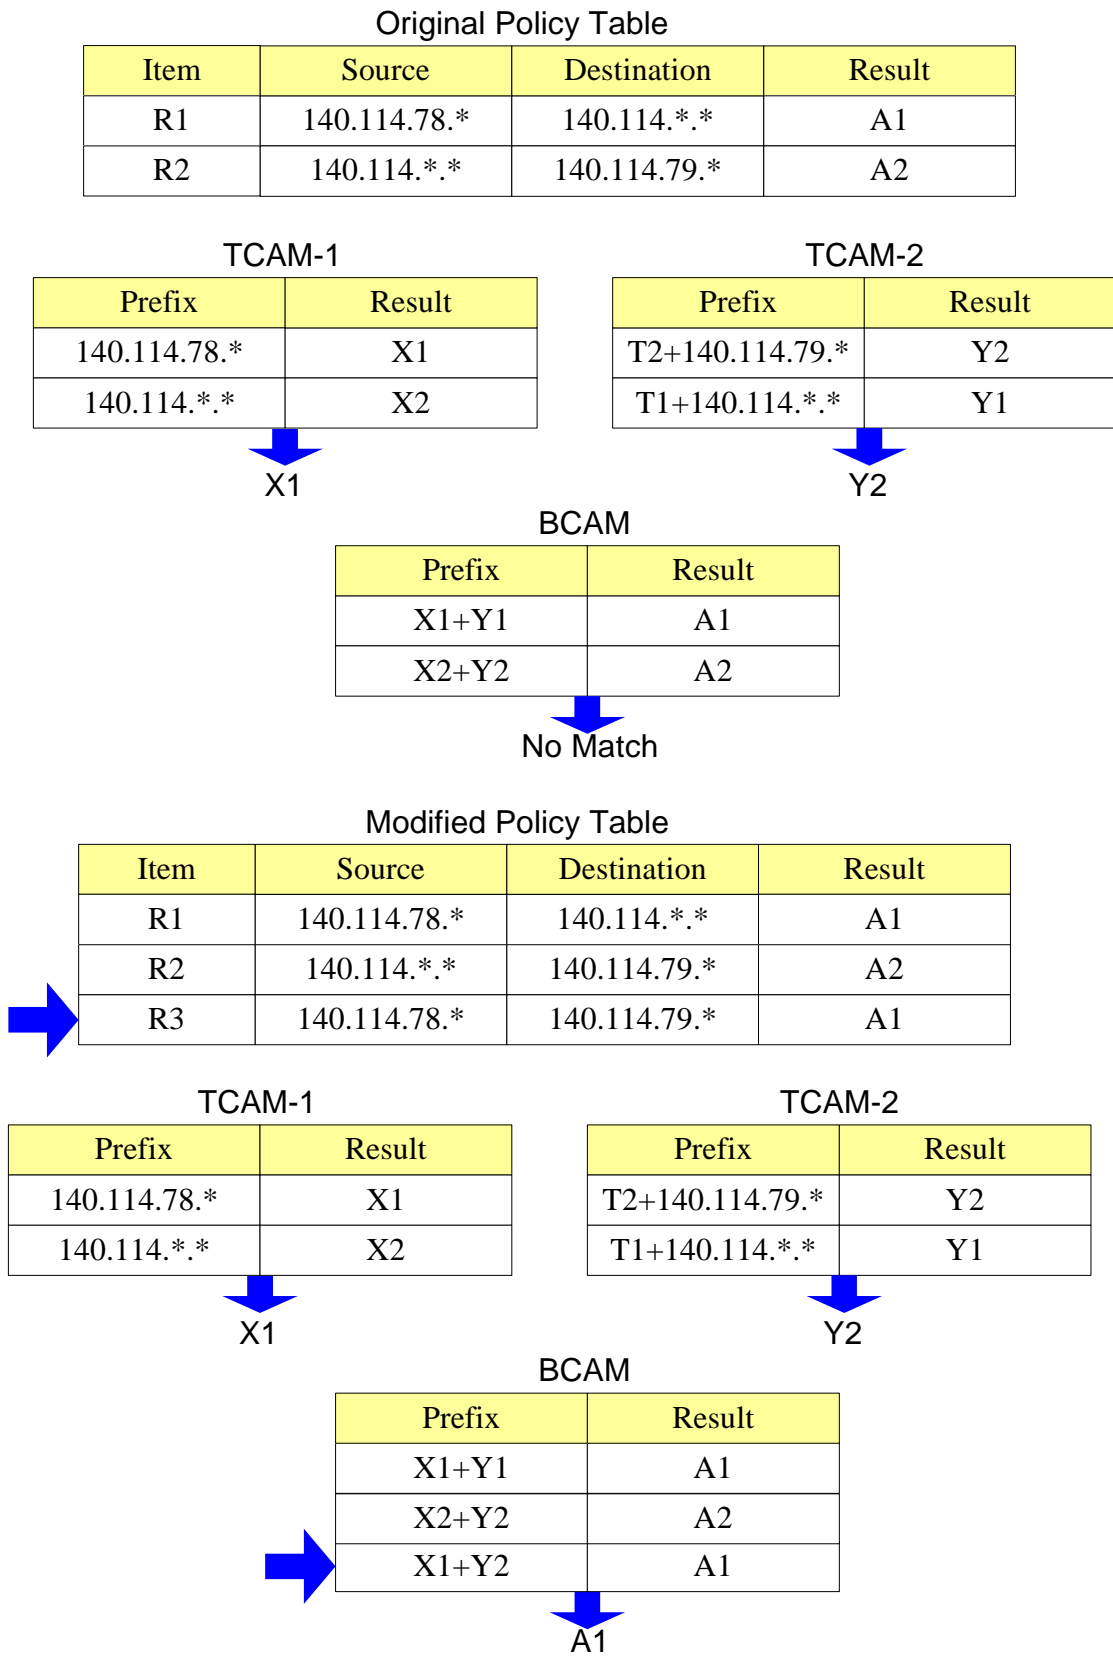 Original Policy Table
Item Source Destination Result
R1 140.114.78.* 140.114.*.* A1
R2 140.114.*.* 140.114.79.* A2
TCAM-1 TCAM-2
Prefix Result Prefix Result
140.114.78.* X1 T2+140.114.79.* Y2
140.114.*.* X2 T1+140.114.*.* Y1
X1 Y2
BCAM
Prefix Result
X1+Y1 A1
X2+Y2 A2
No Match
Modified Policy Table
Item Source Destination Result
R1 140.114.78.* 140.114.*.* A1
R2 140.114.*.* 140.114.79.* A2
R3 140.114.78.* 140.114.79.* A1
TCAM-1 TCAM-2
Prefix Result Prefix Result
140.114.78.* X1 T2+140.114.79.* Y2
140.114.*.* X2 T1+140.114.*.* Y1
X1 Y2
BCAM
Prefix Result
X1+Y1 A1
X2+Y2 A2
X1+Y2 A1
A1